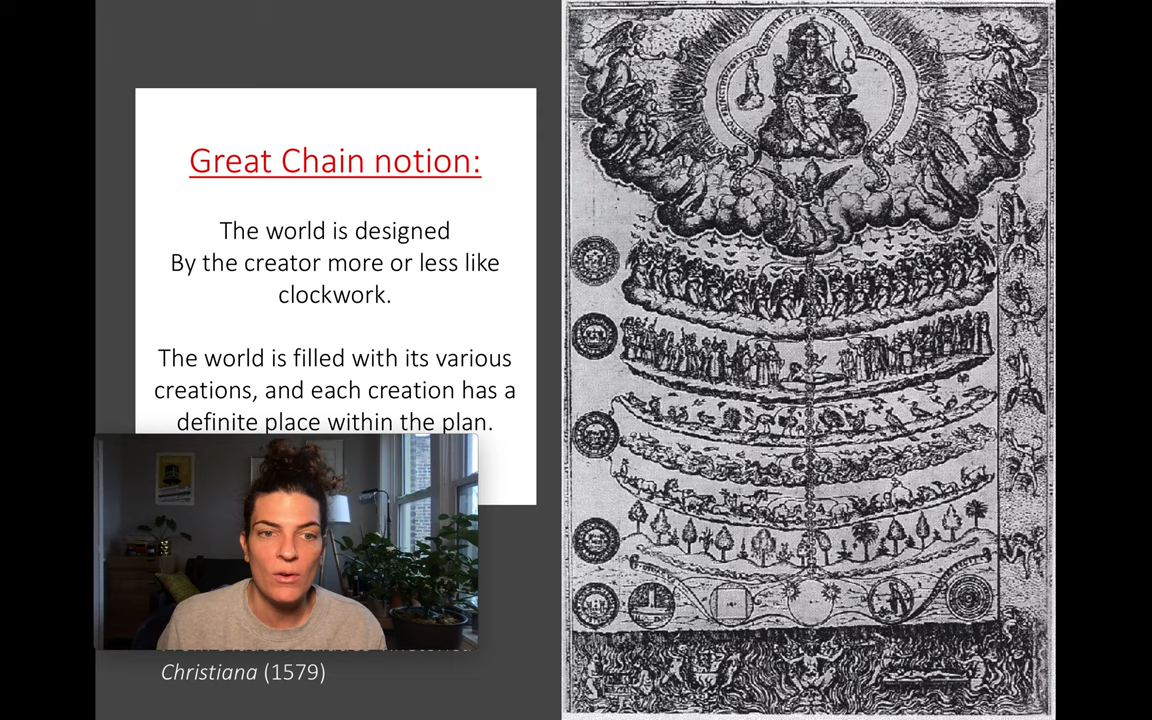 Great Chain notion:
The world is designed
By the creator more or less like
clockwork.
The world is filled with its various
creations, and each creation has a
definite place within the plan.
Christiana (1579)